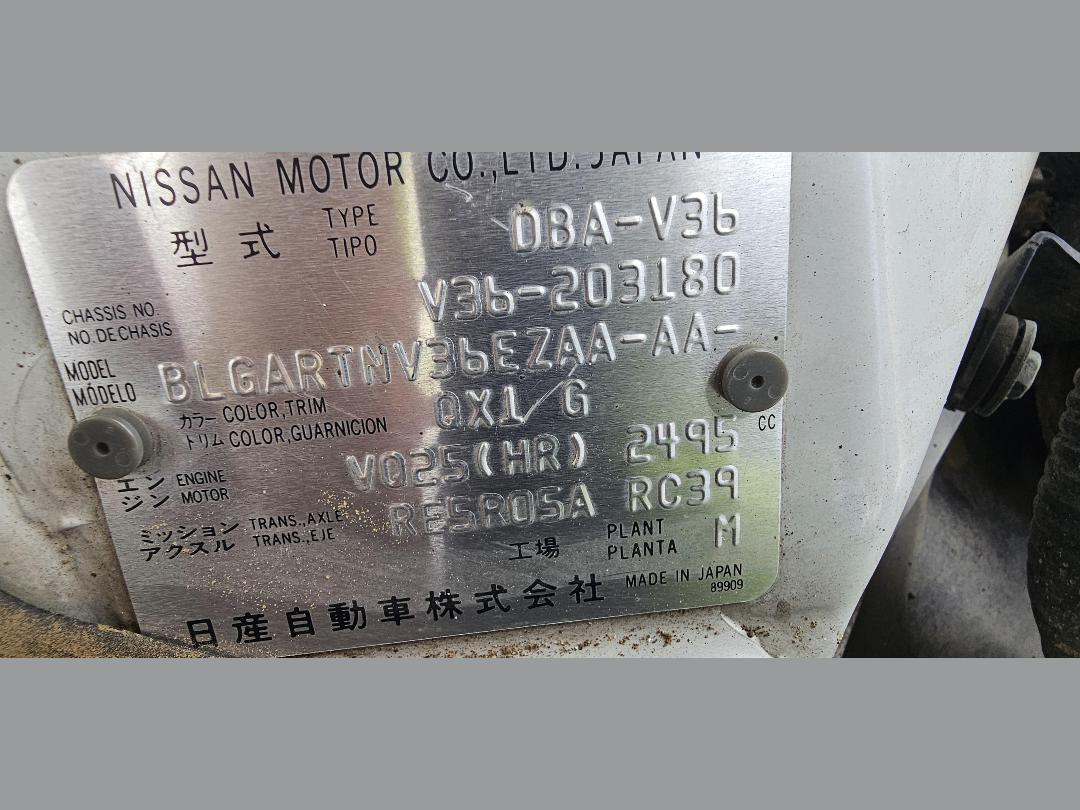 NISSAN MOTOR CO.,LTD.JAPAN
型式 TYPE TIPO DBA-V36
CHASSIS NO. NO.DE CHASIS V36-203180
MODEL MÓDELO BLGARTNV36EZAA-AA-
カラー COLOR,TRIM トリム COLOR,GUARNICION QX1/G
エンジン ENGINE MOTOR VQ25(HR) 2495 CC
ミッション TRANS.,AXLE アクスル TRANS.,EJE RE5R05A RC39
工場 PLANT PLANTA M
日産自動車株式会社 MADE IN JAPAN
89909